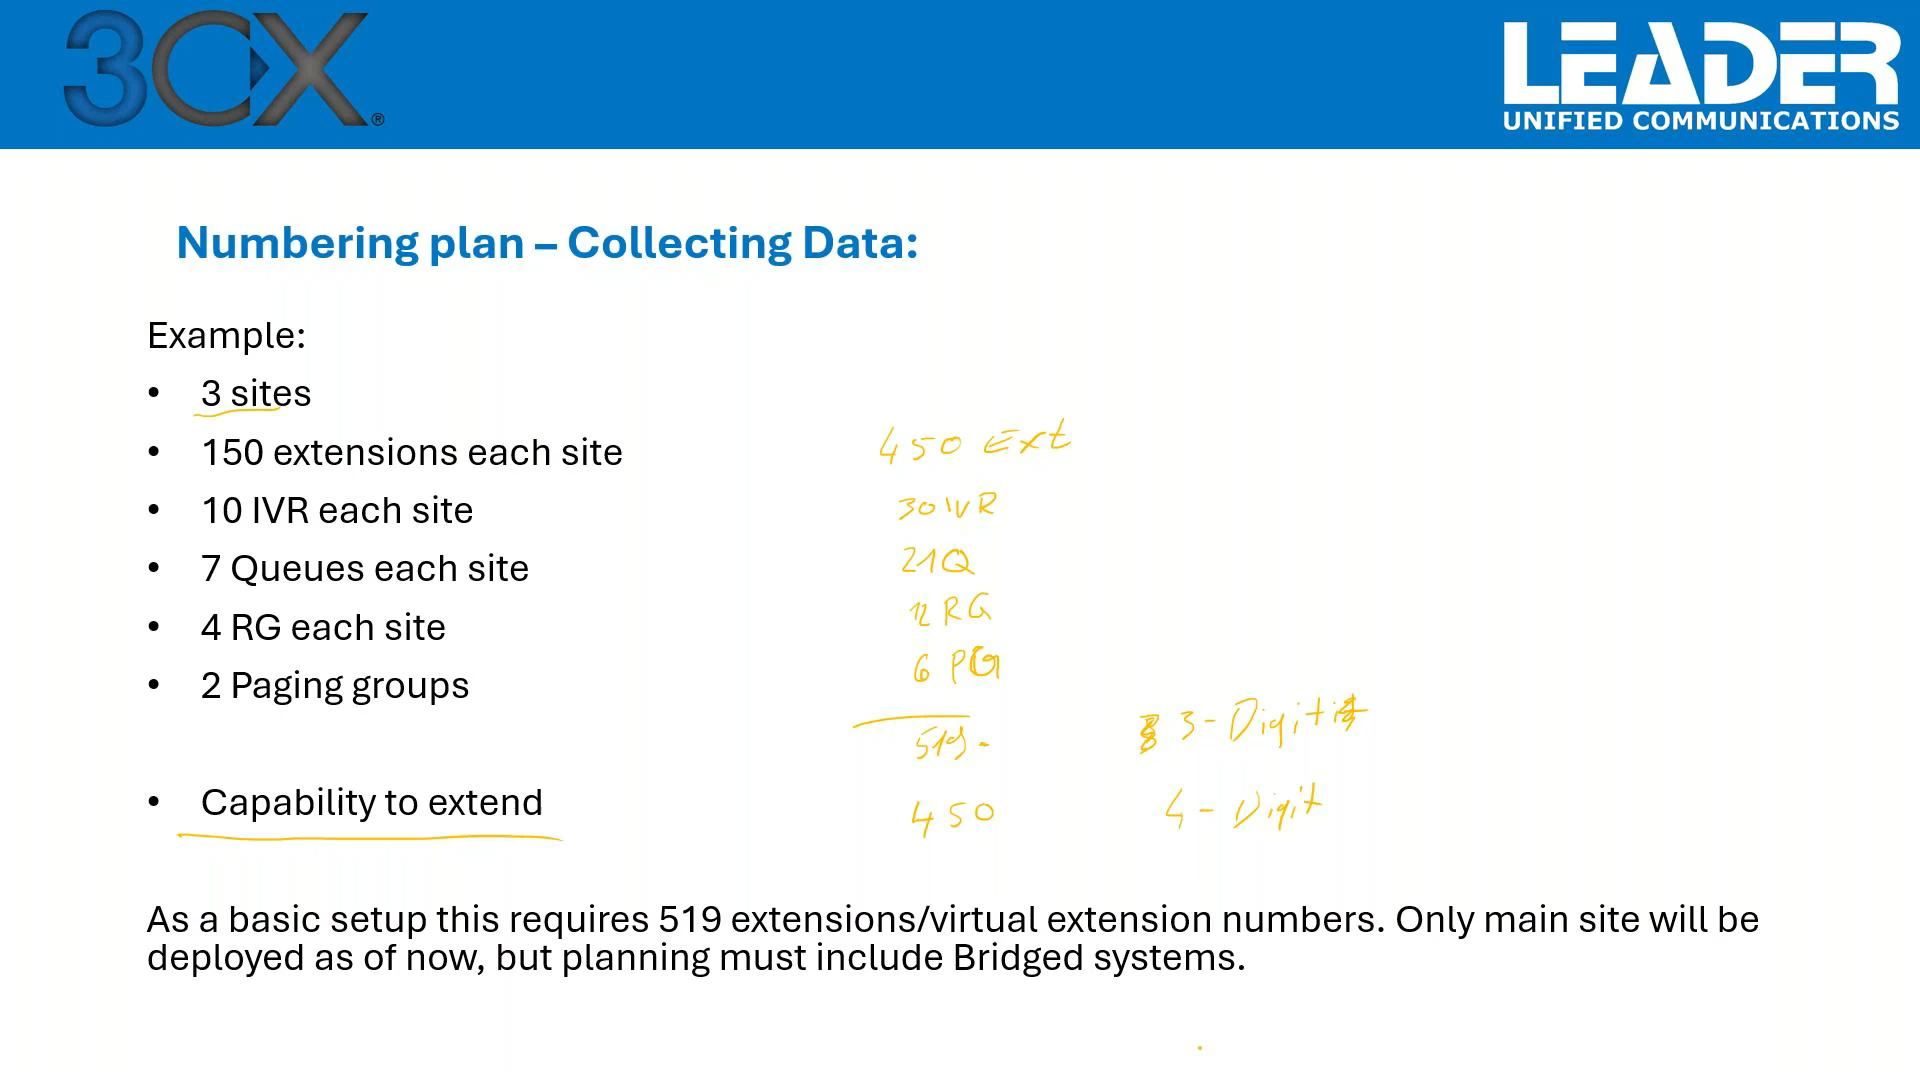 3CX®
LEADER
UNIFIED COMMUNICATIONS
Numbering plan – Collecting Data:
Example:
• 3 sites
• 150 extensions each site
• 10 IVR each site
• 7 Queues each site
• 4 RG each site
• 2 Paging groups
• Capability to extend
450 Ext
30 IVR
21 Q
12 RG
6 PG
519
450
3 - Digit
4 - Digit
As a basic setup this requires 519 extensions/virtual extension numbers. Only main site will be
deployed as of now, but planning must include Bridged systems.